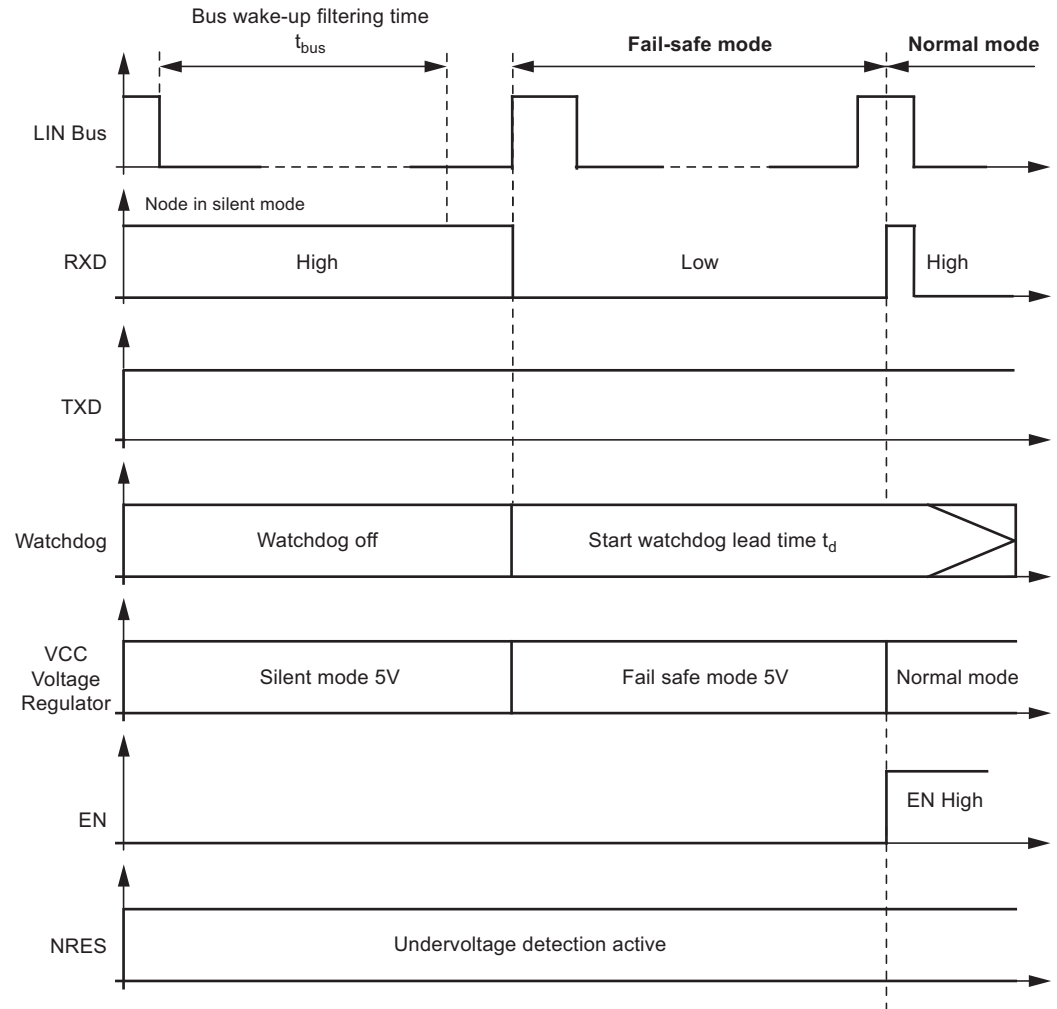 Bus wake-up filtering time
tbus
Fail-safe mode
Normal mode
LIN Bus
Node in silent mode
RXD
High
Low
High
TXD
Watchdog
Watchdog off
Start watchdog lead time td
VCC
Voltage
Regulator
Silent mode 5V
Fail safe mode 5V
Normal mode
EN
EN High
NRES
Undervoltage detection active